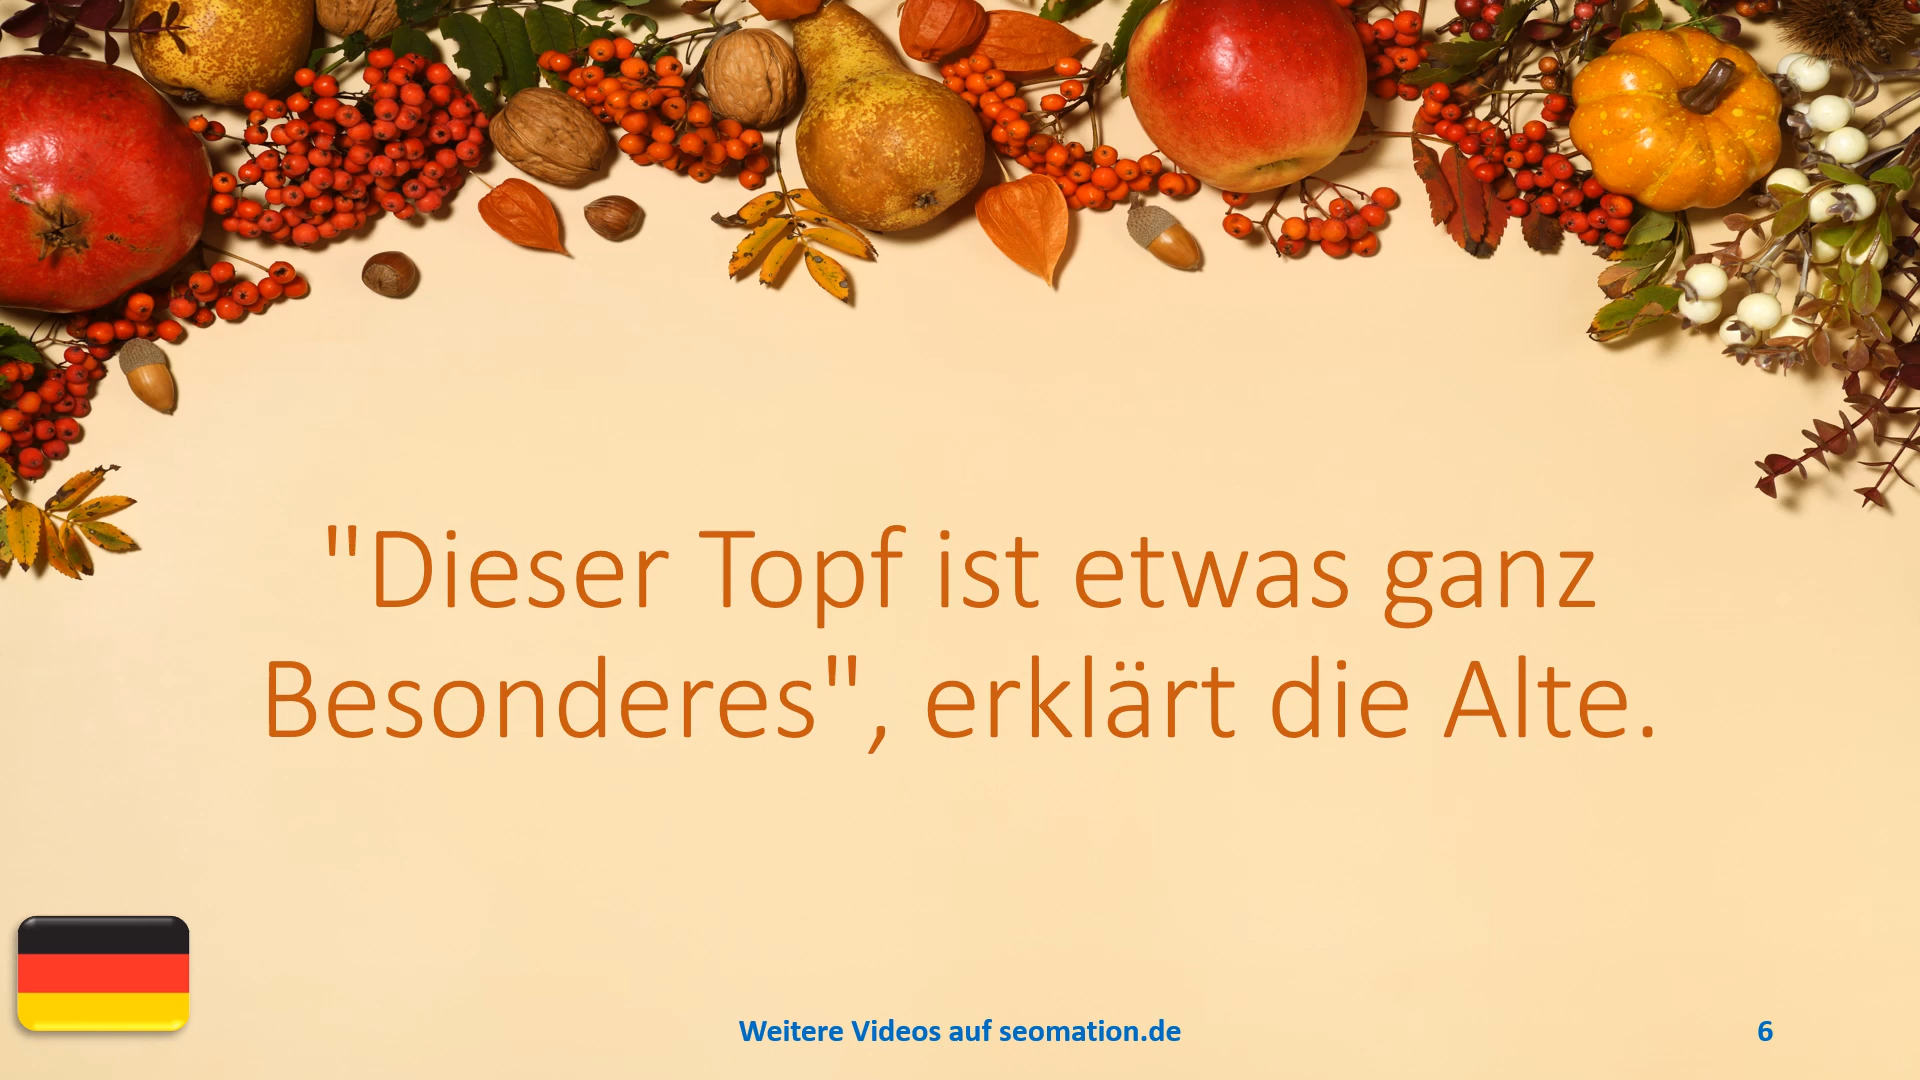 "Dieser Topf ist etwas ganz
Besonderes", erklärt die Alte.
Weitere Videos auf seomation.de
6